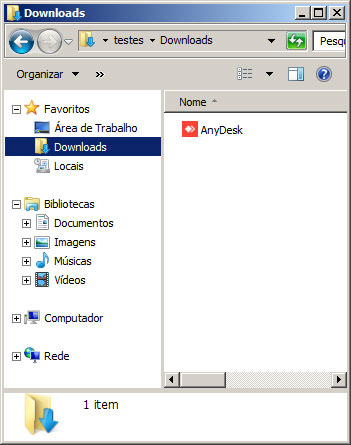 Downloads
testes Downloads Pesqu
Organizar »
Favoritos
Área de Trabalho
Downloads
Locais
Bibliotecas
Documentos
Imagens
Músicas
Vídeos
Computador
Rede
Nome
AnyDesk
1 item